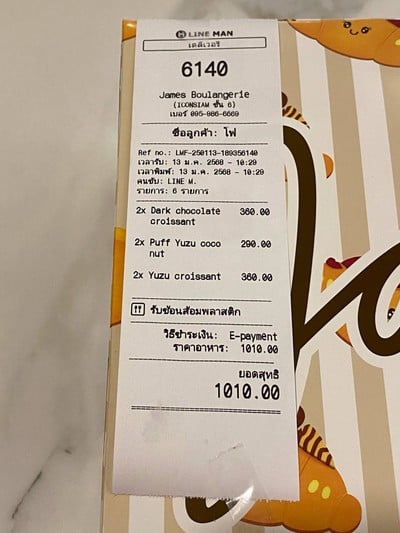 LINE MAN
เดลิเวอรี
6140
James Boulangerie
(ICONSIAM ชั้น 6)
เบอร์ 095-986-6669
ชื่อลูกค้า: โฟ
Ref no.: LMF-250113-189356140
เวลารับ: 13 ม.ค. 2568 - 10:29
เวลาพิมพ์: 13 ม.ค. 2568 - 10:29
คนขับ: LINE M.
รายการ: 6 รายการ
2x Dark chocolate 360.00
croissant
2x Puff Yuzu coco 290.00
nut
2x Yuzu croissant 360.00
รับช้อนส้อมพลาสติก
วิธีชำระเงิน: E-payment
ราคาอาหาร: 1010.00
ยอดสุทธิ
1010.00